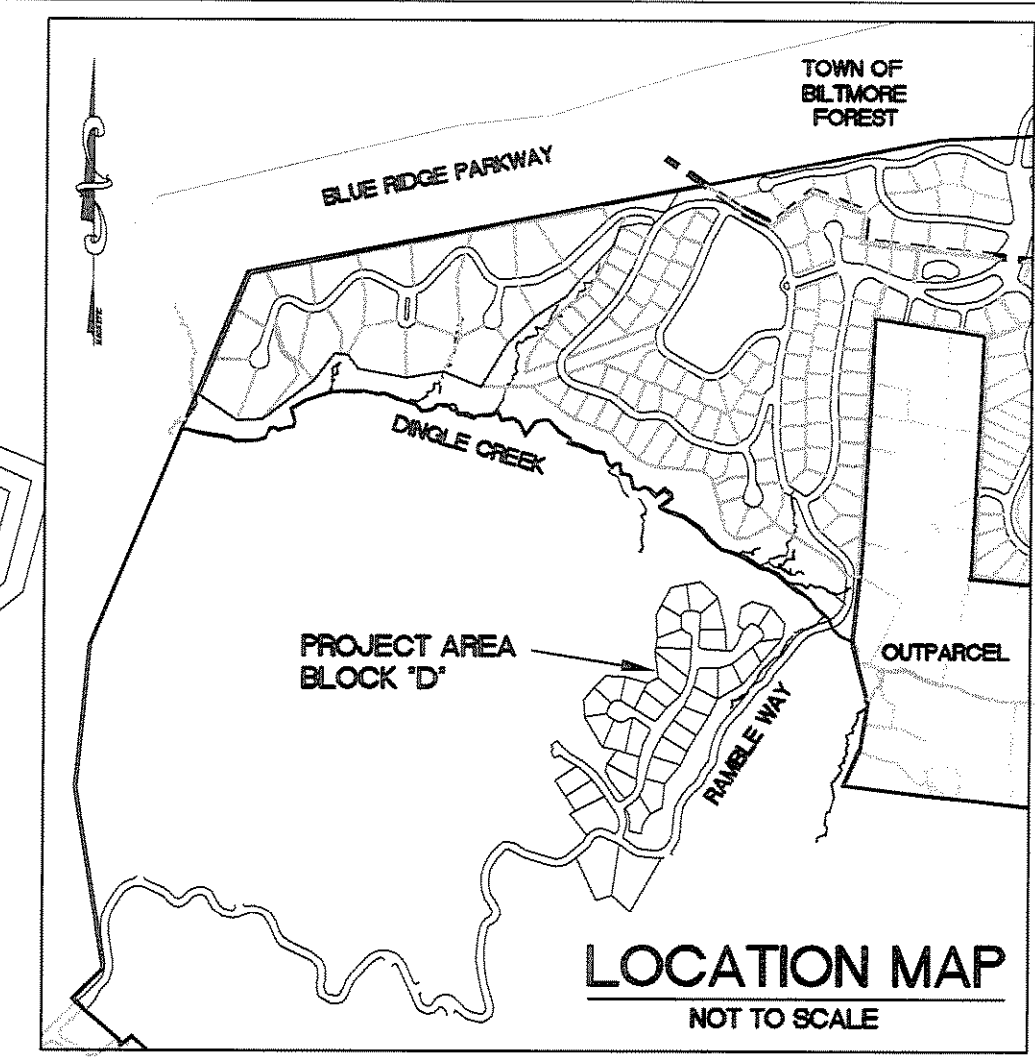 TOWN OF
BILTMORE
FOREST
BLUE RIDGE PARKWAY
DINGLE CREEK
PROJECT AREA
BLOCK "D"
OUTPARCEL
RAMBLE WAY
LOCATION MAP
NOT TO SCALE